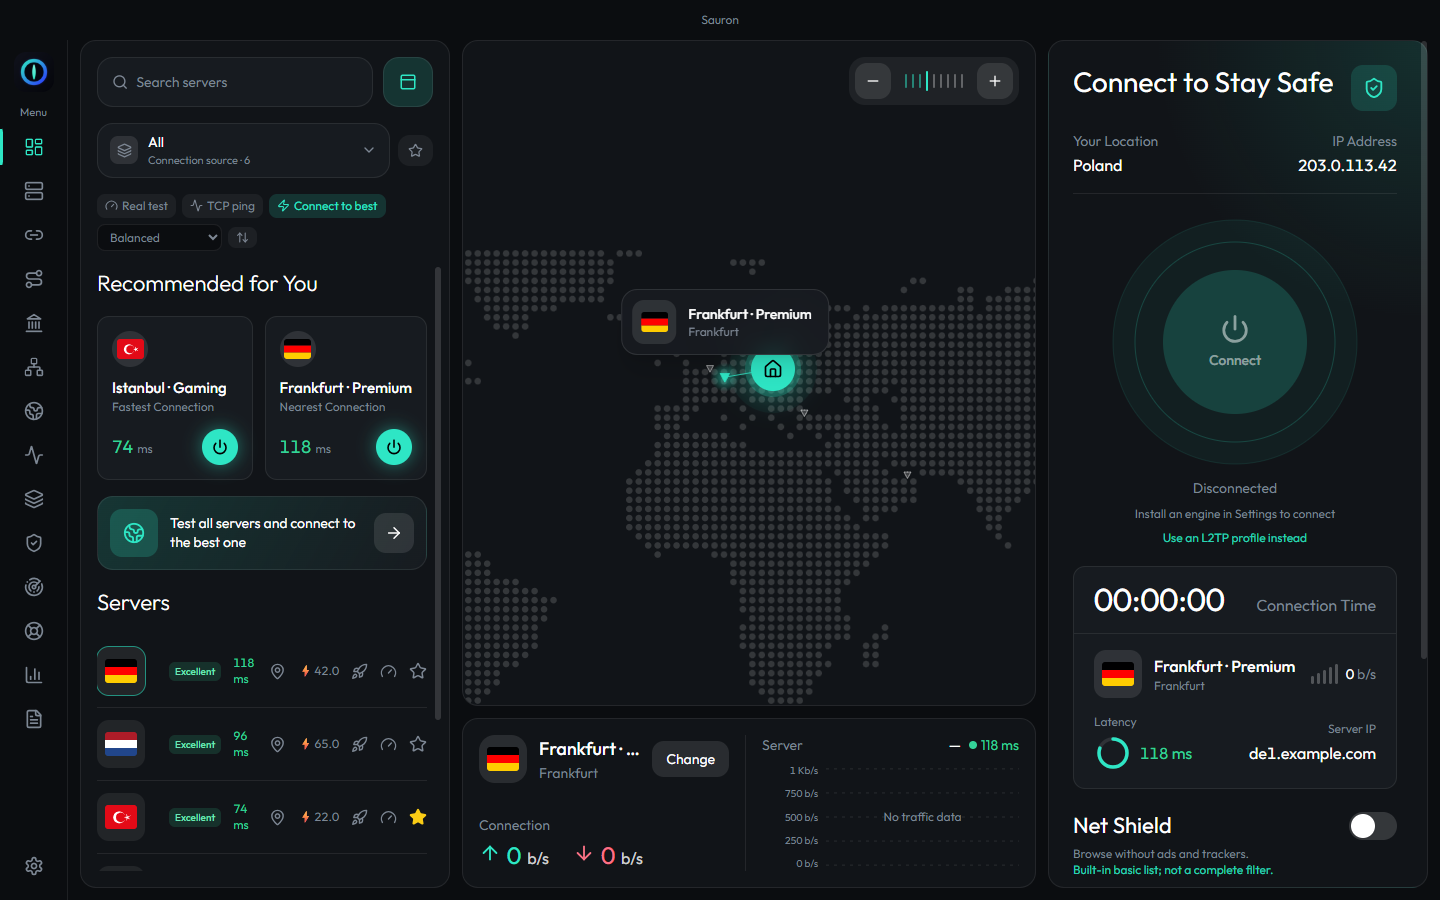 Sauron
Menu
Search servers
All
Connection source · 6
Real test
TCP ping
Connect to best
Balanced
Recommended for You
Istanbul · Gaming
Fastest Connection
74 ms
Frankfurt · Premium
Nearest Connection
118 ms
Test all servers and connect to
the best one
Servers
Excellent
118
ms
42.0
Excellent
96
ms
65.0
Excellent
74
ms
22.0
Frankfurt · Premium
Frankfurt
Frankfurt · ...
Frankfurt
Change
Connection
0 b/s
0 b/s
Server
— 118 ms
1 Kb/s
750 b/s
500 b/s
250 b/s
0 b/s
No traffic data
Connect to Stay Safe
Your Location
IP Address
Poland
203.0.113.42
Connect
Disconnected
Install an engine in Settings to connect
Use an L2TP profile instead
00:00:00
Connection Time
Frankfurt · Premium
Frankfurt
0 b/s
Latency
118 ms
Server IP
de1.example.com
Net Shield
Browse without ads and trackers.
Built-in basic list; not a complete filter.